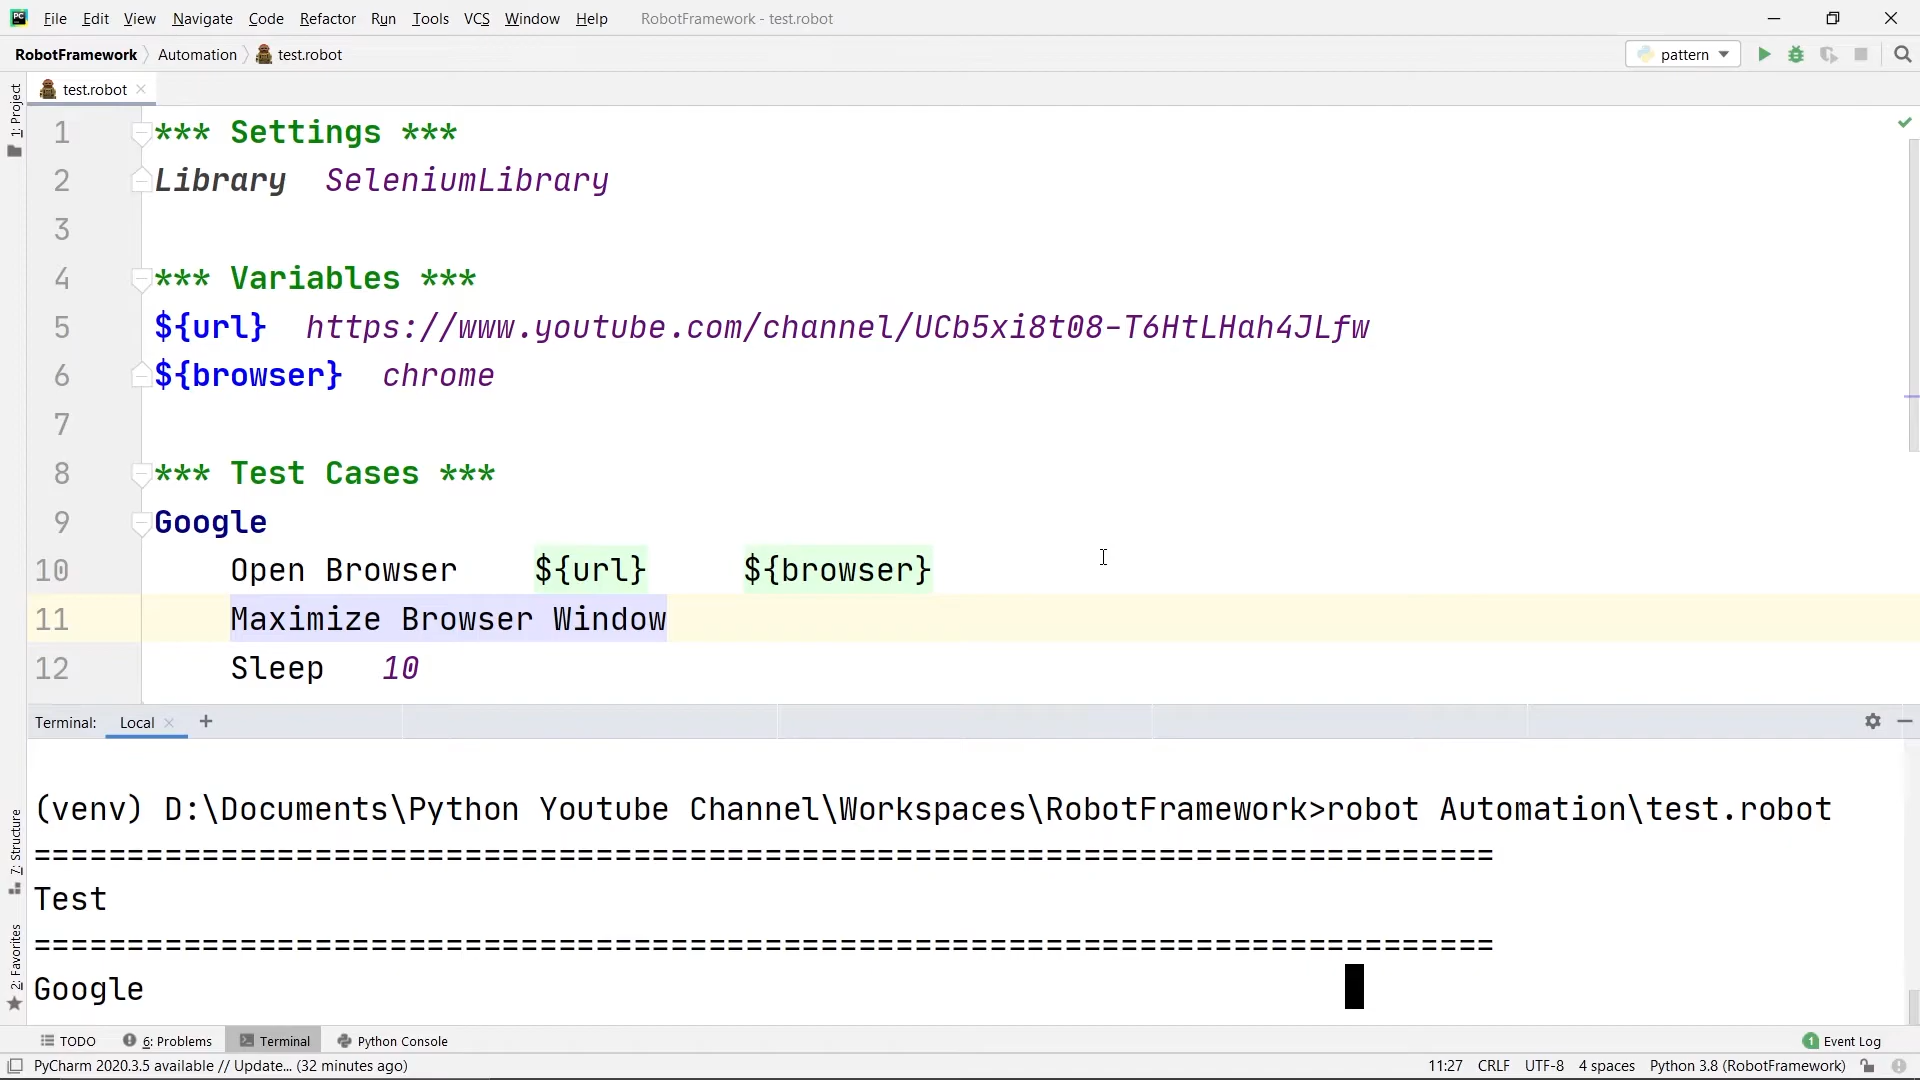 PC File Edit View Navigate Code Refactor Run Tools VCS Window Help RobotFramework - test.robot
RobotFramework Automation test.robot pattern
test.robot
1: Project
1 *** Settings ***
2 Library SeleniumLibrary
3
4 *** Variables ***
5 ${url} https://www.youtube.com/channel/UCb5xi8t08-T6HtLHah4JLfw
6 ${browser} chrome
7
8 *** Test Cases ***
9 Google
10 Open Browser ${url} ${browser}
11 Maximize Browser Window
12 Sleep 10
Terminal: Local +
(venv) D:\Documents\Python Youtube Channel\Workspaces\RobotFramework>robot Automation\test.robot
==============================================================================
Test
==============================================================================
Google
7: Structure
2: Favorites
TODO 6: Problems Terminal Python Console 1 Event Log
PyCharm 2020.3.5 available // Update... (32 minutes ago) 11:27 CRLF UTF-8 4 spaces Python 3.8 (RobotFramework)